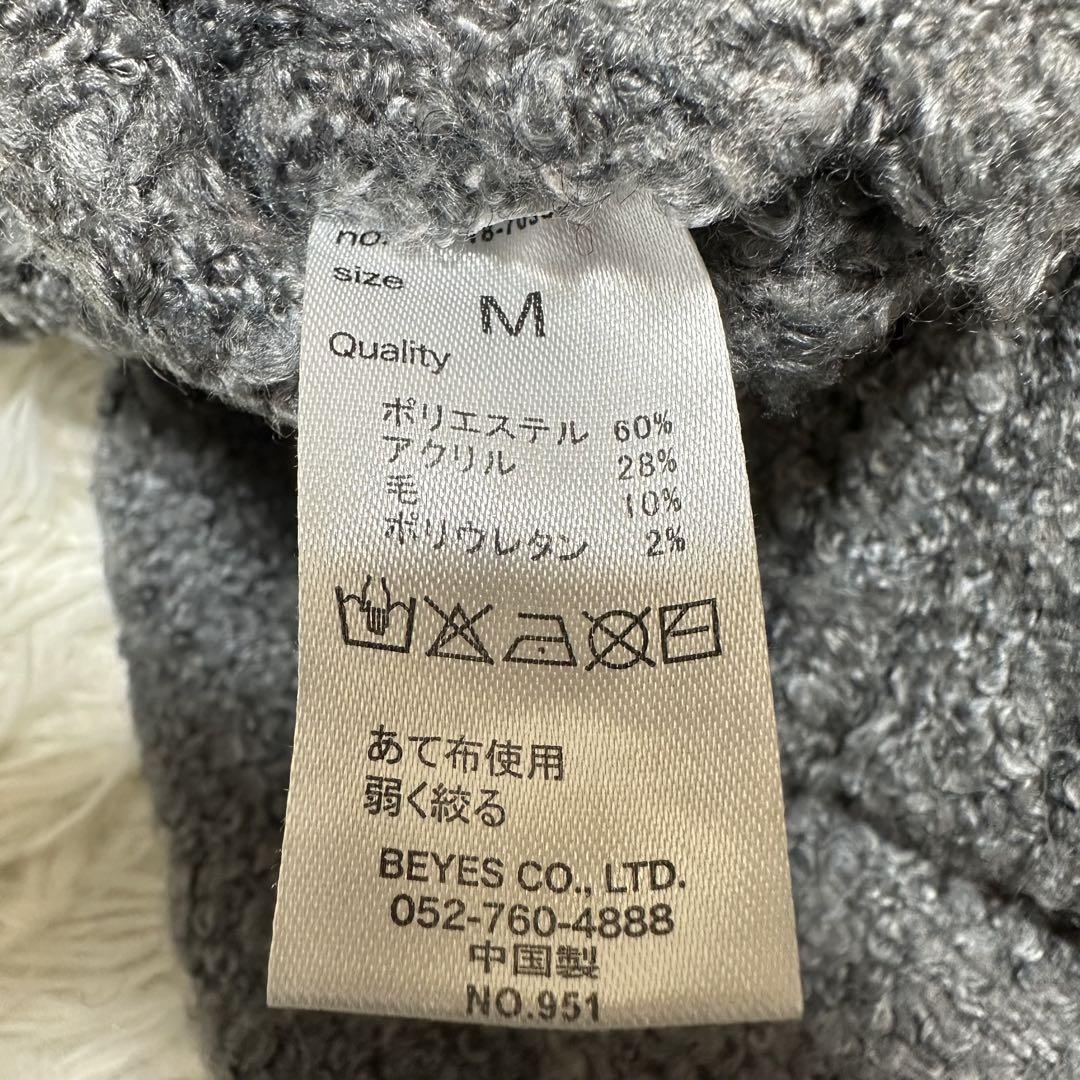 no.
size
M
Quality
ポリエステル 60%
アクリル 28%
毛 10%
ポリウレタン 2%
あて布使用
弱く絞る
BEYES CO., LTD.
052-760-4888
中国製
NO.951